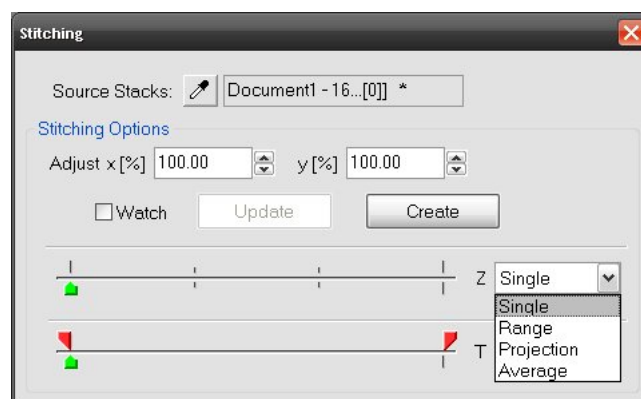 Stitching
Source Stacks: Document1 - 16...[0]] *
Stitching Options
Adjust x [%] 100.00 y [%] 100.00
Watch Update Create
Z Single
Single
Range
T Projection
Average